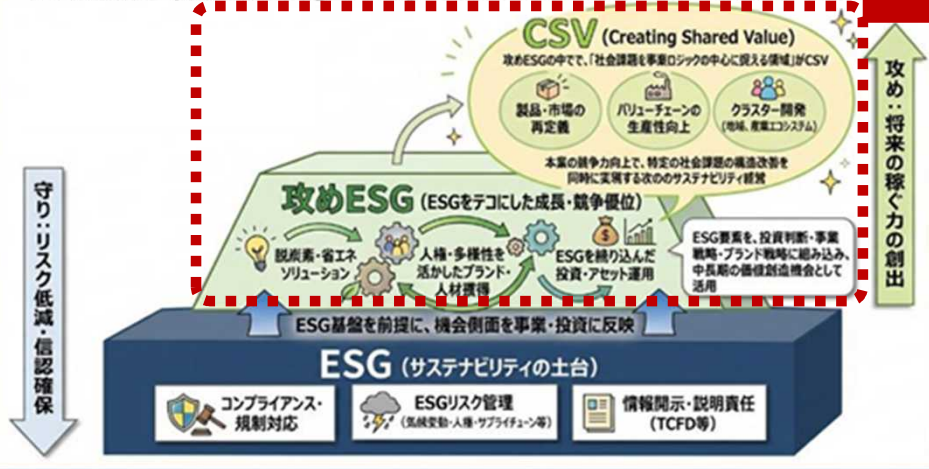 CSV (Creating Shared Value)
攻めESGの中でで、「社会課題を事業ロジックの中心に捉える領域」がCSV
製品・市場の
再定義
バリューチェーンの
生産性向上
クラスター開発
(地域、産業エコシステム)
本業の競争力向上で、特定の社会課題の構造改善を
同時に実現する次ののサステナビリティ経営
攻めESG (ESGをテコにした成長・競争優位)
脱炭素・省エネ
ソリューション
人権・多様性を
活かしたブランド・
人材獲得
ESGを織り込んだ
投資・アセット運用
ESG要素を、投資判断・事業
戦略・ブランド戦略に組み込み、
中長期の価値創造機会として
活用
ESG基盤を前提に、機会側面を事業・投資に反映
ESG (サステナビリティの土台)
コンプライアンス・
規制対応
ESGリスク管理
(気候変動・人権・サプライチェーン等)
情報開示・説明責任
(TCFD等)
守り:リスク低減・信認確保
攻め:将来の稼ぐ力の創出